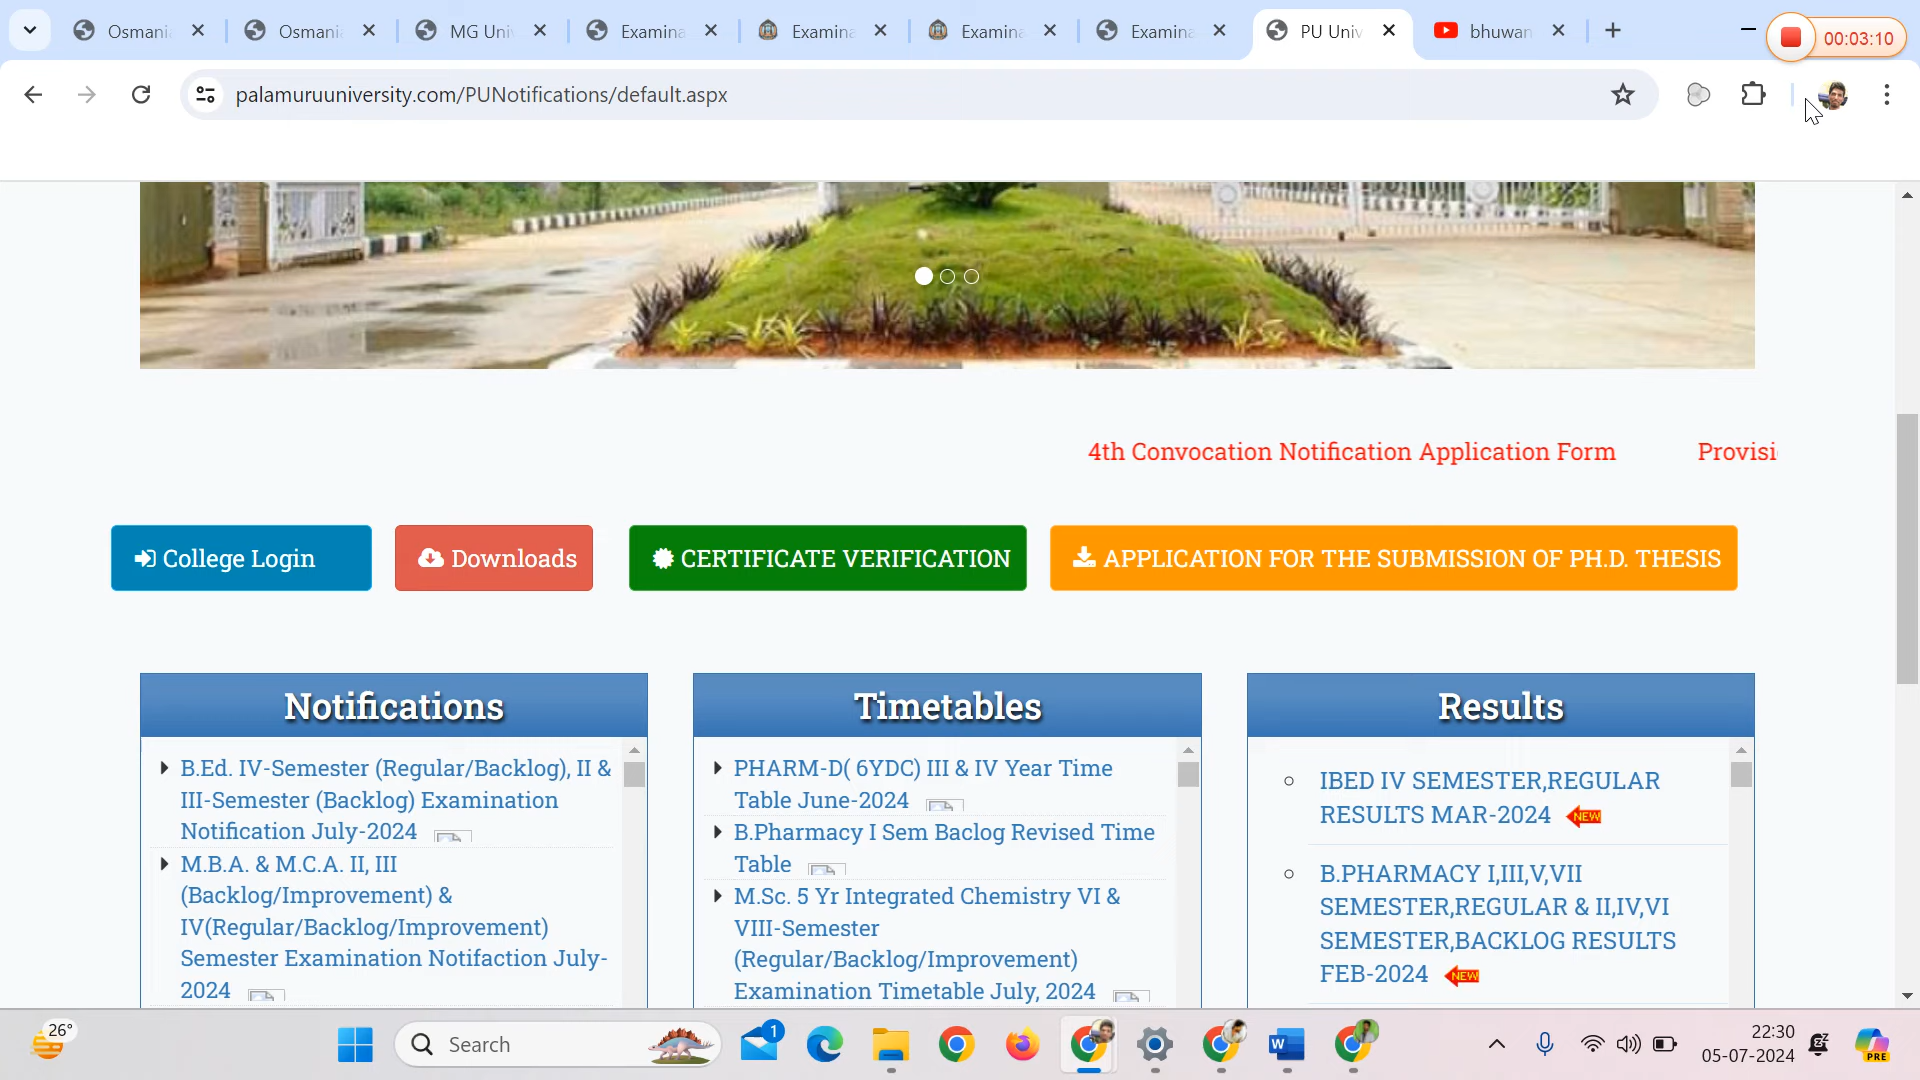 Osmania
Osmania
MG Uni
Examina
Examina
Examina
Examina
PU Univ
bhuwan
00:03:10
palamuruuniversity.com/PUNotifications/default.aspx
4th Convocation Notification Application Form Provisi
College Login
Downloads
CERTIFICATE VERIFICATION
APPLICATION FOR THE SUBMISSION OF PH.D. THESIS
Notifications
B.Ed. IV-Semester (Regular/Backlog), II &
III-Semester (Backlog) Examination
Notification July-2024
M.B.A. & M.C.A. II, III
(Backlog/Improvement) &
IV(Regular/Backlog/Improvement)
Semester Examination Notifaction July-
2024
Timetables
PHARM-D( 6YDC) III & IV Year Time
Table June-2024
B.Pharmacy I Sem Baclog Revised Time
Table
M.Sc. 5 Yr Integrated Chemistry VI &
VIII-Semester
(Regular/Backlog/Improvement)
Examination Timetable July, 2024
Results
IBED IV SEMESTER,REGULAR
RESULTS MAR-2024 NEW
B.PHARMACY I,III,V,VII
SEMESTER,REGULAR & II,IV,VI
SEMESTER,BACKLOG RESULTS
FEB-2024 NEW
26°
Search
1
W
22:30
05-07-2024
PRE